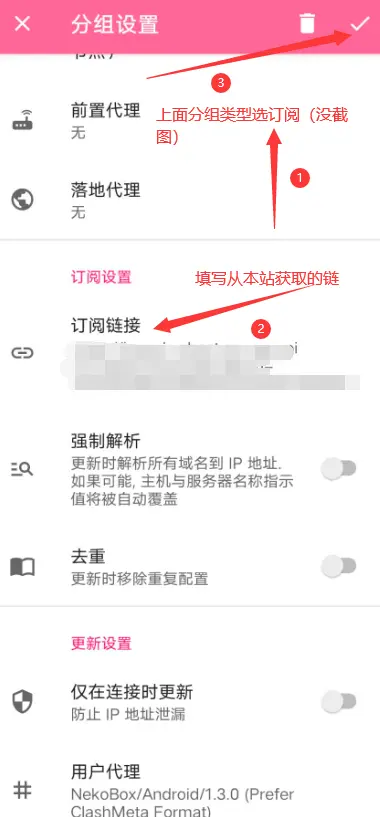 分组设置
前置代理
无
上面分组类型选订阅（没截
图）
3
1
落地代理
无
订阅设置
填写从本站获取的链
订阅链接
2
强制解析
更新时解析所有域名到 IP 地址.
如果可能, 主机与服务器名称指示
值将被自动覆盖
去重
更新时移除重复配置
更新设置
仅在连接时更新
防止 IP 地址泄漏
用户代理
NekoBox/Android/1.3.0 (Prefer
ClashMeta Format)